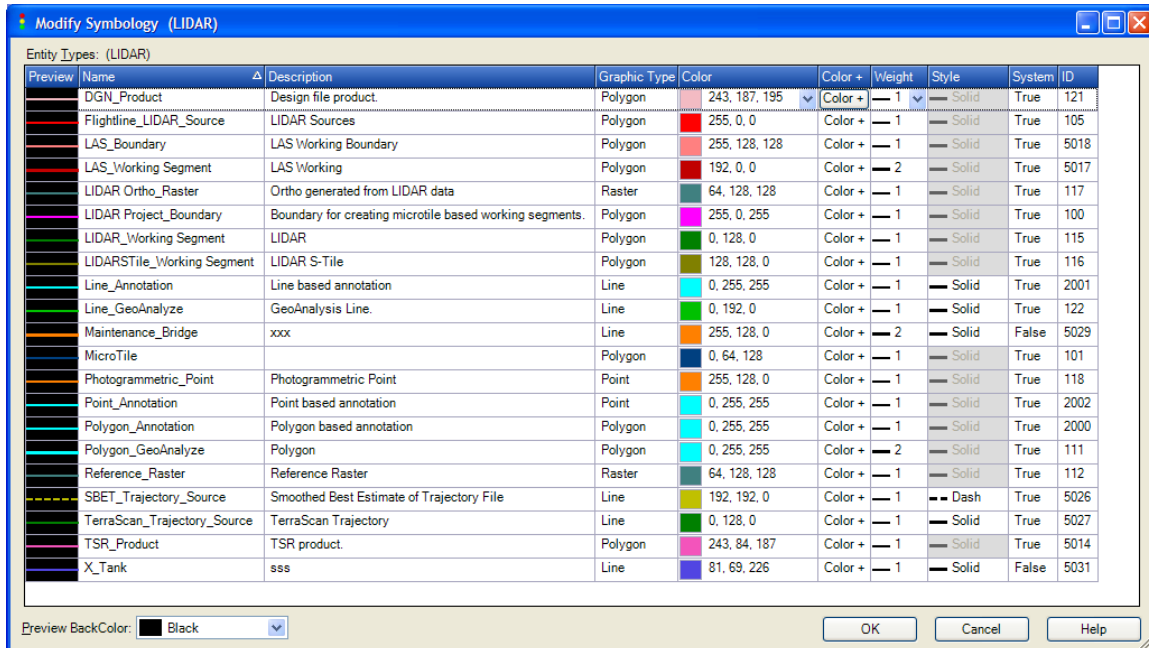 Modify Symbology (LIDAR)
Entity Types: (LIDAR)
Preview Name Description Graphic Type Color Color + Weight Style System ID
DGN_Product Design file product. Polygon 243, 187, 195 Color + 1 Solid True 121
Flightline_LIDAR_Source LIDAR Sources Polygon 255, 0, 0 Color + 1 Solid True 105
LAS_Boundary LAS Working Boundary Polygon 255, 128, 128 Color + 1 Solid True 5018
LAS_Working Segment LAS Working Polygon 192, 0, 0 Color + 2 Solid True 5017
LIDAR Ortho_Raster Ortho generated from LIDAR data Raster 64, 128, 128 Color + 1 Solid True 117
LIDAR Project_Boundary Boundary for creating microtile based working segments. Polygon 255, 0, 255 Color + 1 Solid True 100
LIDAR_Working Segment LIDAR Polygon 0, 128, 0 Color + 1 Solid True 115
LIDARSTile_Working Segment LIDAR S-Tile Polygon 128, 128, 0 Color + 1 Solid True 116
Line_Annotation Line based annotation Line 0, 255, 255 Color + 1 Solid True 2001
Line_GeoAnalyze GeoAnalysis Line. Line 0, 192, 0 Color + 1 Solid True 122
Maintenance_Bridge xxx Line 255, 128, 0 Color + 2 Solid False 5029
MicroTile Polygon 0, 64, 128 Color + 1 Solid True 101
Photogrammetric_Point Photogrammetric Point Point 255, 128, 0 Color + 1 Solid True 118
Point_Annotation Point based annotation Point 0, 255, 255 Color + 1 Solid True 2002
Polygon_Annotation Polygon based annotation Polygon 0, 255, 255 Color + 1 Solid True 2000
Polygon_GeoAnalyze Polygon Polygon 0, 255, 255 Color + 2 Solid True 111
Reference_Raster Reference Raster Raster 64, 128, 128 Color + 1 Solid True 112
SBET_Trajectory_Source Smoothed Best Estimate of Trajectory File Line 192, 192, 0 Color + 1 Dash True 5026
TerraScan_Trajectory_Source TerraScan Trajectory Line 0, 128, 0 Color + 1 Solid True 5027
TSR_Product TSR product. Polygon 243, 84, 187 Color + 1 Solid True 5014
X_Tank sss Line 81, 69, 226 Color + 1 Solid False 5031
Preview BackColor: Black OK Cancel Help